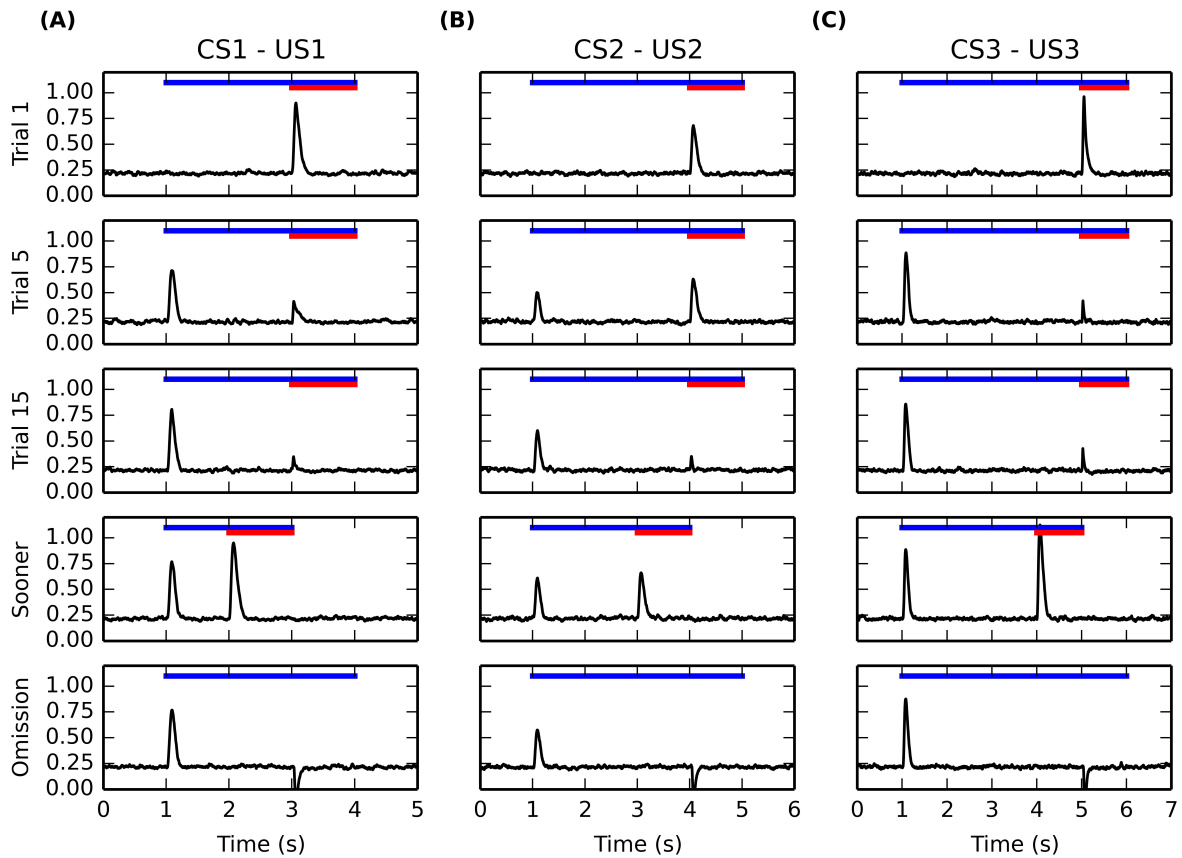 (A) (B) (C)
CS1 - US1 CS2 - US2 CS3 - US3
Trial 1
1.00
0.75
0.50
0.25
0.00
Trial 5
1.00
0.75
0.50
0.25
0.00
Trial 15
1.00
0.75
0.50
0.25
0.00
Sooner
1.00
0.75
0.50
0.25
0.00
Omission
1.00
0.75
0.50
0.25
0.00
0 1 2 3 4 5 0 1 2 3 4 5 6 0 1 2 3 4 5 6 7
Time (s) Time (s) Time (s)